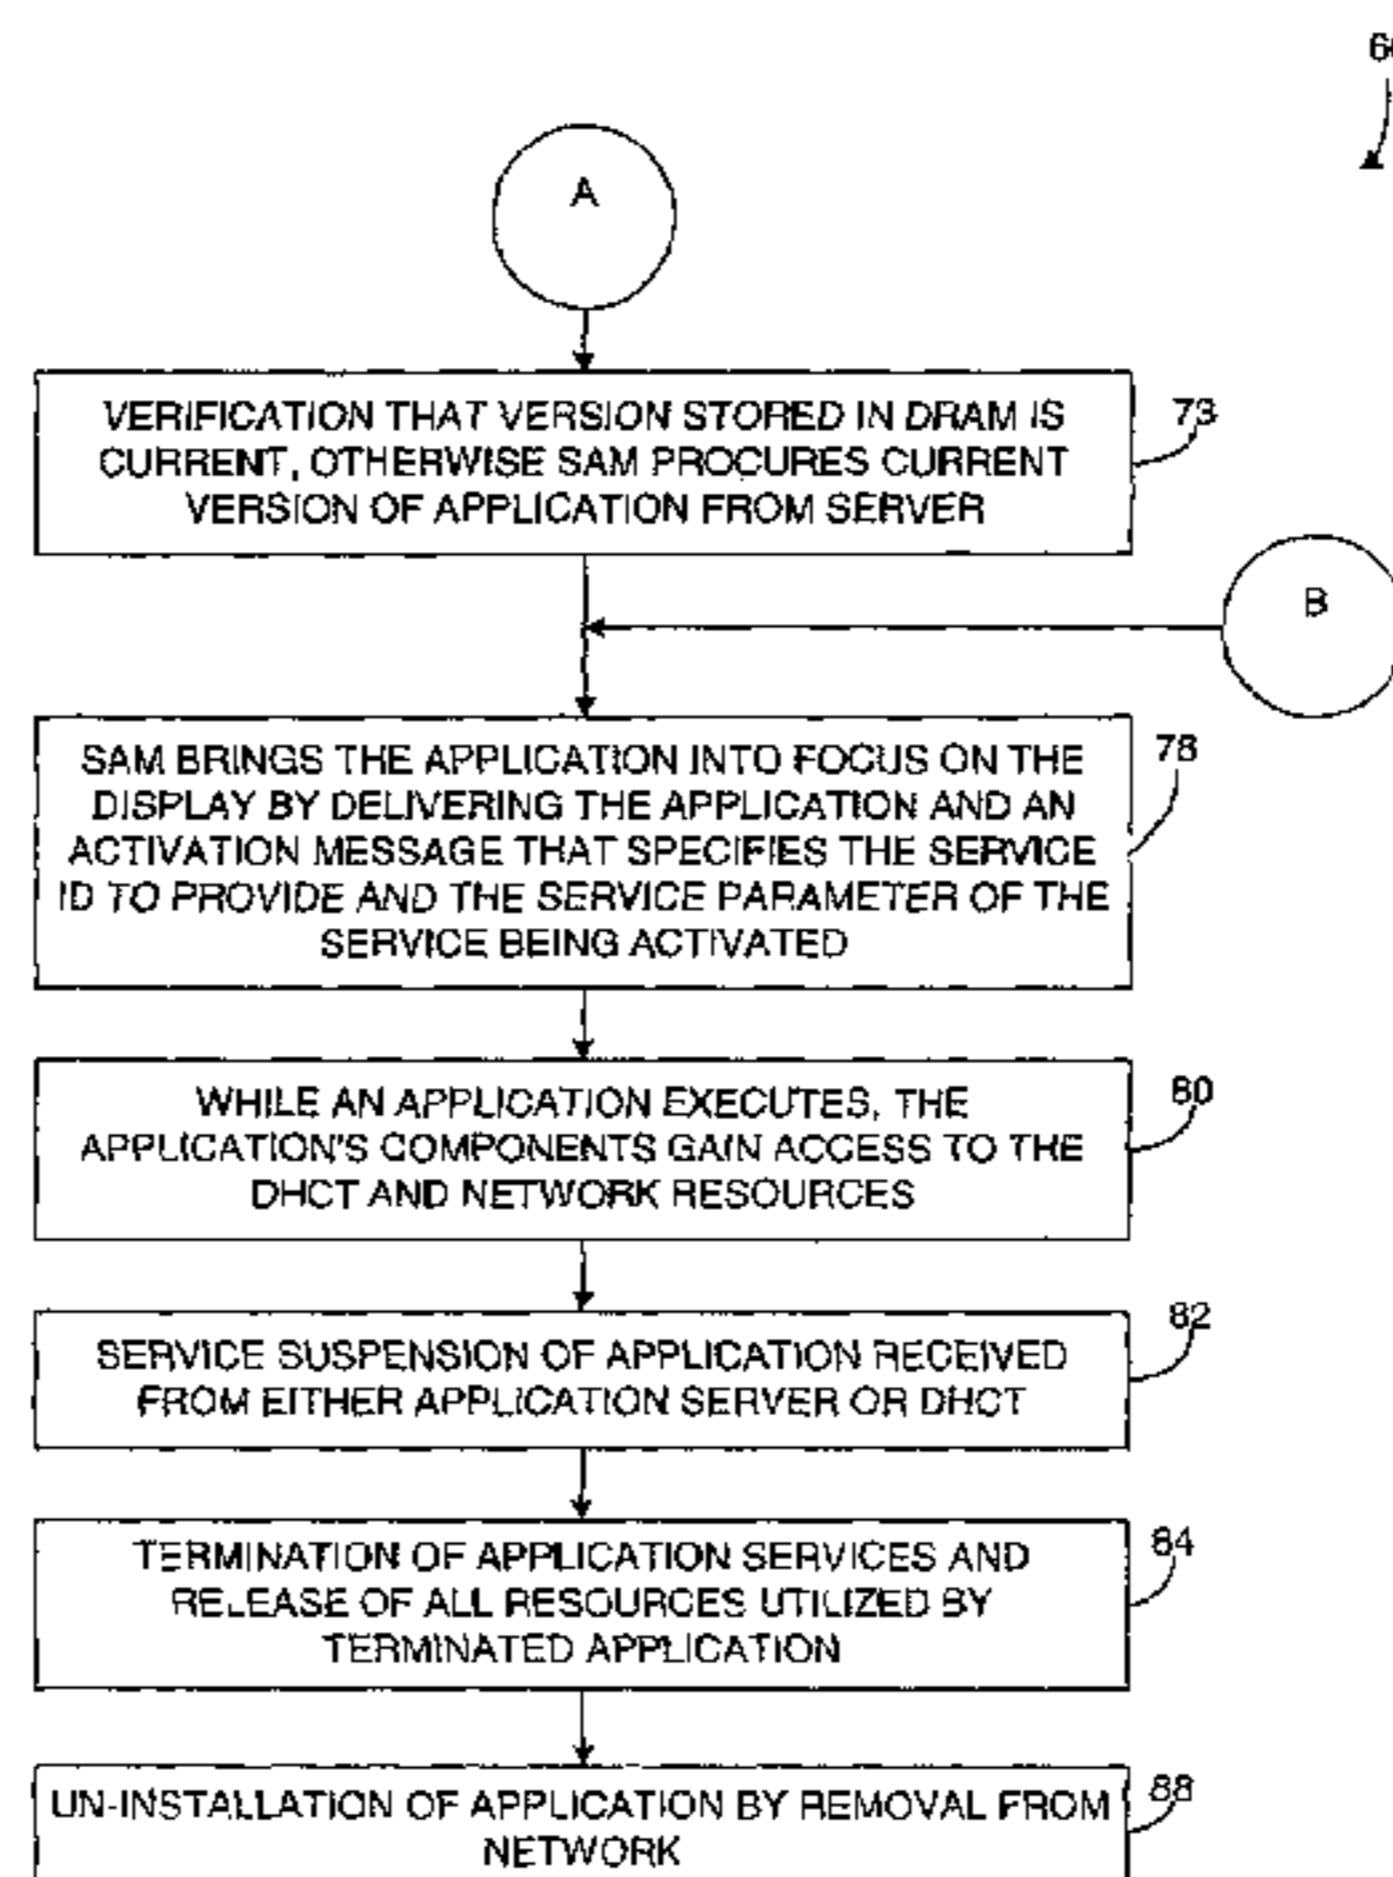 A
VERIFICATION THAT VERSION STORED IN DRAM IS
CURRENT, OTHERWISE SAM PROCURES CURRENT
VERSION OF APPLICATION FROM SERVER
73
B
SAM BRINGS THE APPLICATION INTO FOCUS ON THE
DISPLAY BY DELIVERING THE APPLICATION AND AN
ACTIVATION MESSAGE THAT SPECIFIES THE SERVICE
ID TO PROVIDE AND THE SERVICE PARAMETER OF THE
SERVICE BEING ACTIVATED
78
WHILE AN APPLICATION EXECUTES, THE
APPLICATION'S COMPONENTS GAIN ACCESS TO THE
DHCT AND NETWORK RESOURCES
80
SERVICE SUSPENSION OF APPLICATION RECEIVED
FROM EITHER APPLICATION SERVER OR DHCT
82
TERMINATION OF APPLICATION SERVICES AND
RELEASE OF ALL RESOURCES UTILIZED BY
TERMINATED APPLICATION
84
UN-INSTALLATION OF APPLICATION BY REMOVAL FROM
NETWORK
88